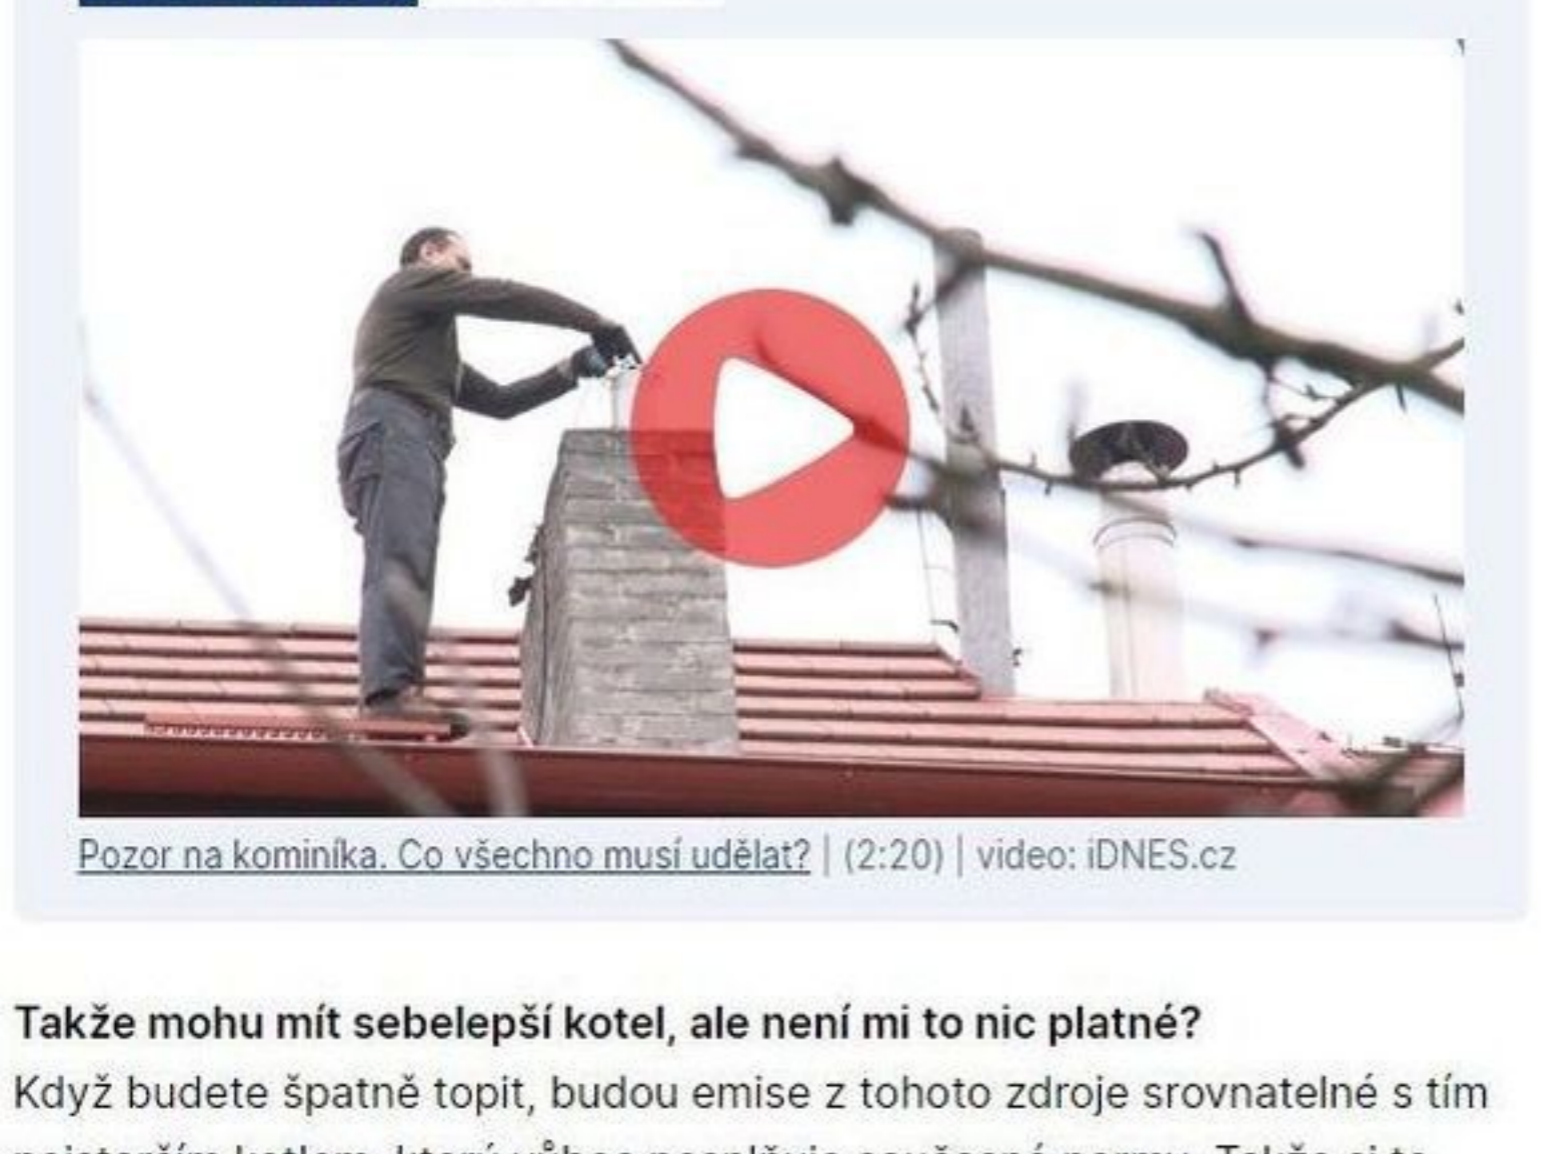 Pozor na kominíka. Co všechno musí udělat? | (2:20) | video: iDNES.cz
Takže mohu mít sebelepší kotel, ale není mi to nic platné?
Když budete špatně topit, budou emise z tohoto zdroje srovnatelné s tím